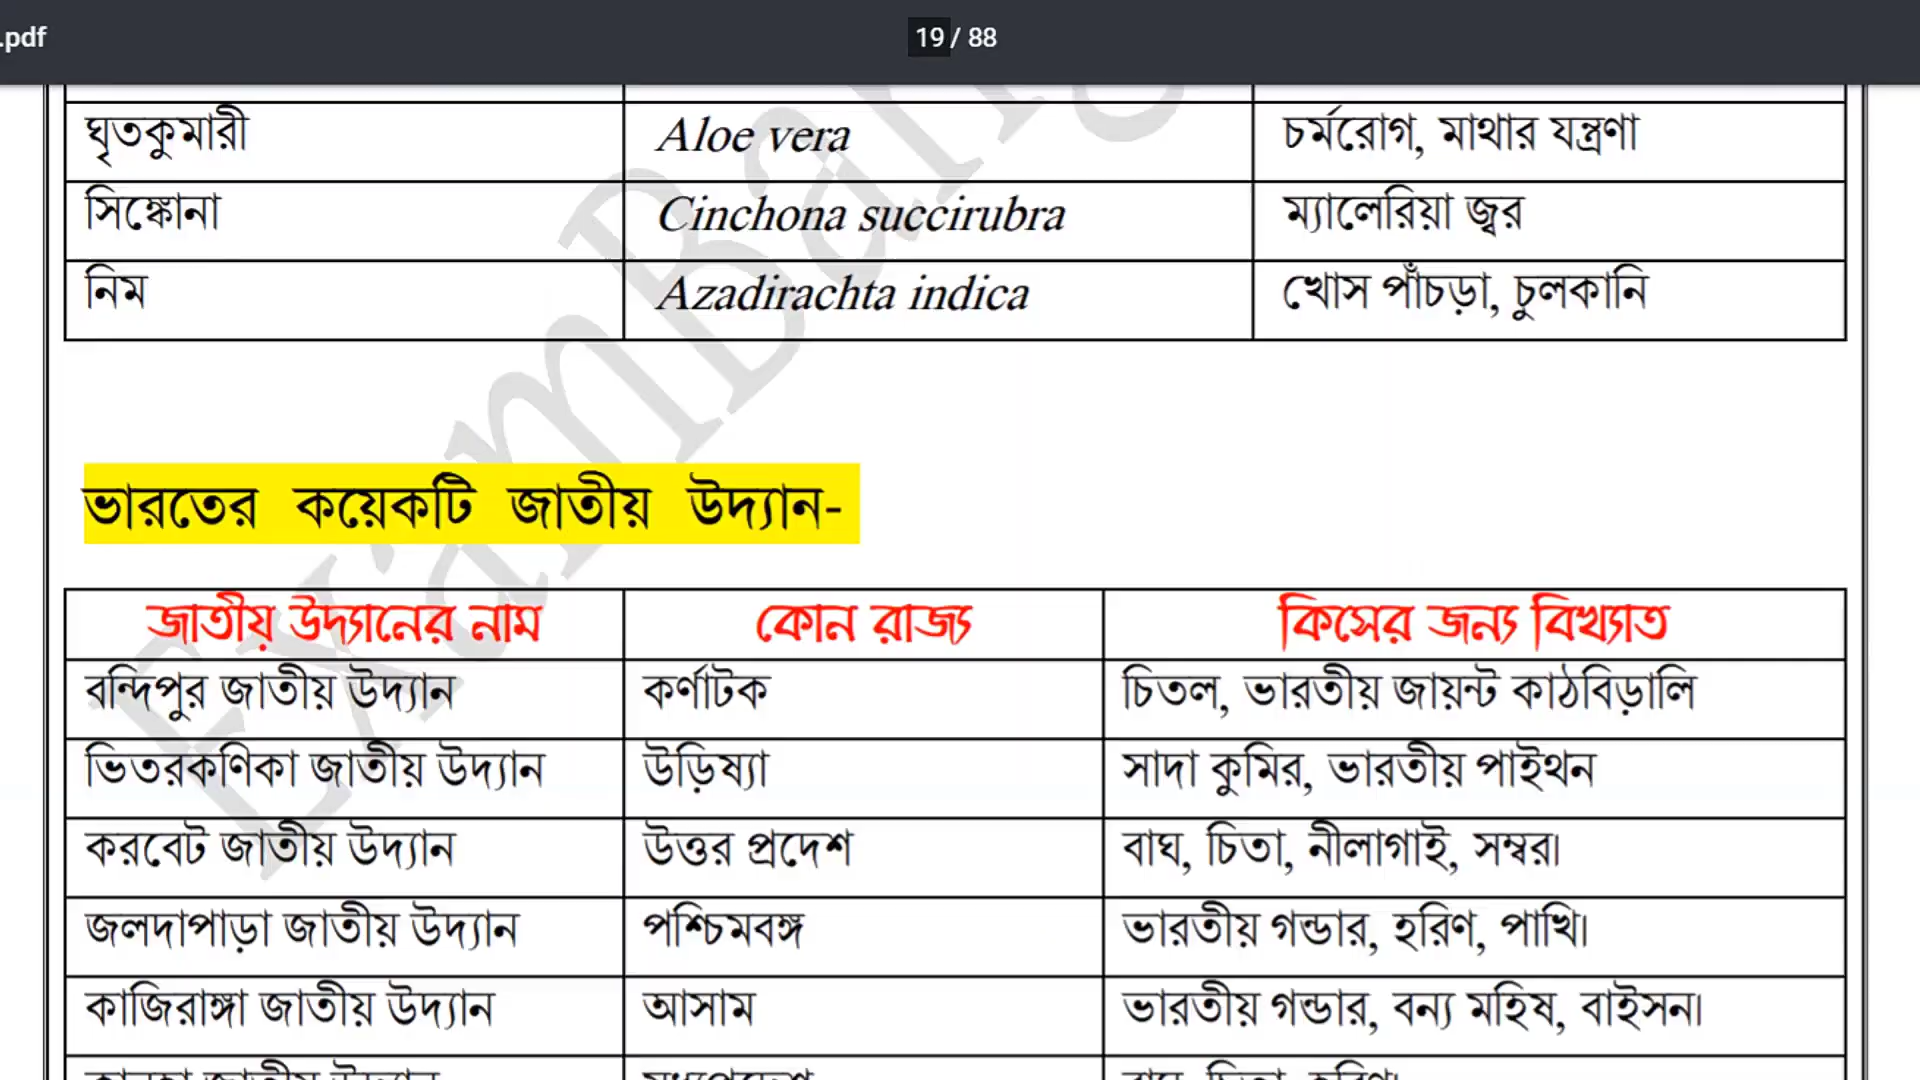 .pdf
19 / 88
ঘৃতকুমারী Aloe vera চর্মরোগ, মাথার যন্ত্রণা
সিঙ্কোনা Cinchona succirubra ম্যালেরিয়া জ্বর
নিম Azadirachta indica খোস পাঁচড়া, চুলকানি
ভারতের কয়েকটি জাতীয় উদ্যান-
জাতীয় উদ্যানের নাম কোন রাজ্য কিসের জন্য বিখ্যাত
বন্দিপুর জাতীয় উদ্যান কর্ণাটক চিতল, ভারতীয় জায়ন্ট কাঠবিড়ালি
ভিতরকণিকা জাতীয় উদ্যান উড়িষ্যা সাদা কুমির, ভারতীয় পাইথন
করবেট জাতীয় উদ্যান উত্তর প্রদেশ বাঘ, চিতা, নীলাগাই, সম্বর।
জলদাপাড়া জাতীয় উদ্যান পশ্চিমবঙ্গ ভারতীয় গন্ডার, হরিণ, পাখি।
কাজিরাঙ্গা জাতীয় উদ্যান আসাম ভারতীয় গন্ডার, বন্য মহিষ, বাইসন।